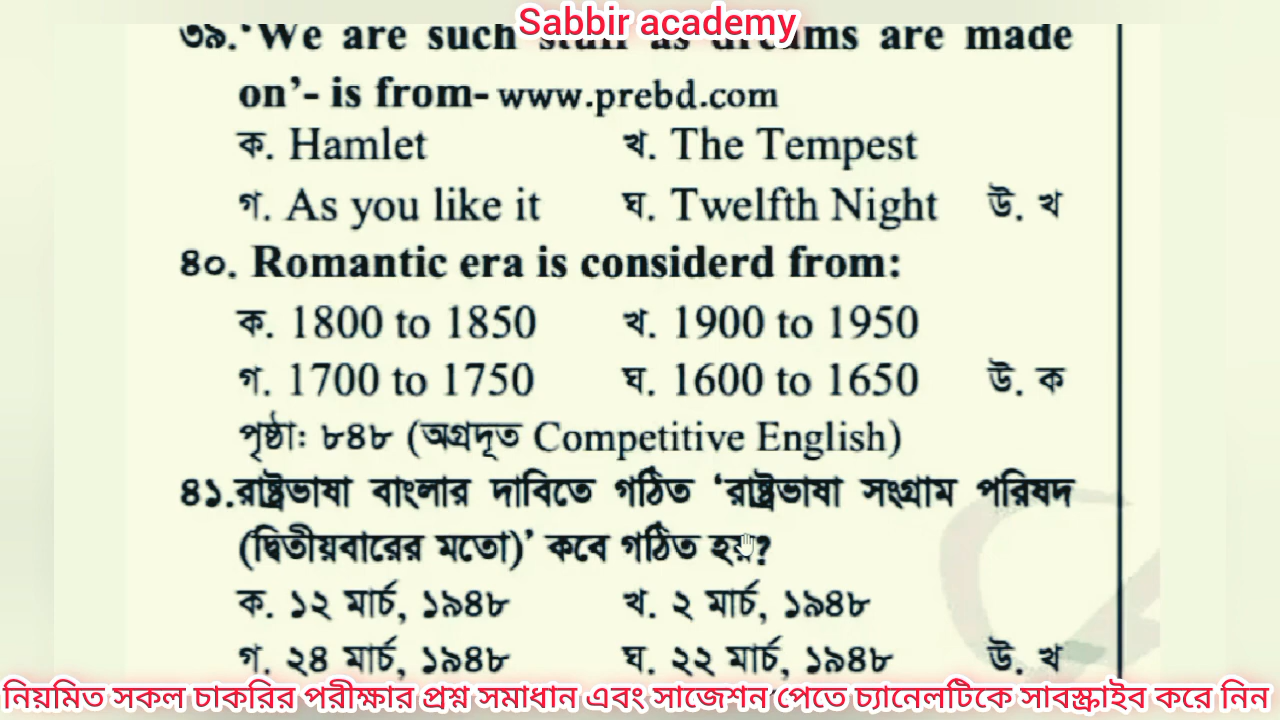 Sabbir academy
৩৯. ‘We are such stuff as dreams are made
on’- is from- www.prebd.com
ক. Hamlet খ. The Tempest
গ. As you like it ঘ. Twelfth Night উ. খ
৪০. Romantic era is considerd from:
ক. 1800 to 1850 খ. 1900 to 1950
গ. 1700 to 1750 ঘ. 1600 to 1650 উ. ক
পৃষ্ঠাঃ ৮৪৮ (অগ্রদূত Competitive English)
৪১.রাষ্ট্রভাষা বাংলার দাবিতে গঠিত ‘রাষ্ট্রভাষা সংগ্রাম পরিষদ
(দ্বিতীয়বারের মতো)’ কবে গঠিত হয়?
ক. ১২ মার্চ, ১৯৪৮ খ. ২ মার্চ, ১৯৪৮
গ. ২৪ মার্চ, ১৯৪৮ ঘ. ২২ মার্চ, ১৯৪৮ উ. খ
নিয়মিত সকল চাকরির পরীক্ষার প্রশ্ন সমাধান এবং সাজেশন পেতে চ্যানেলটিকে সাবস্ক্রাইব করে নিন